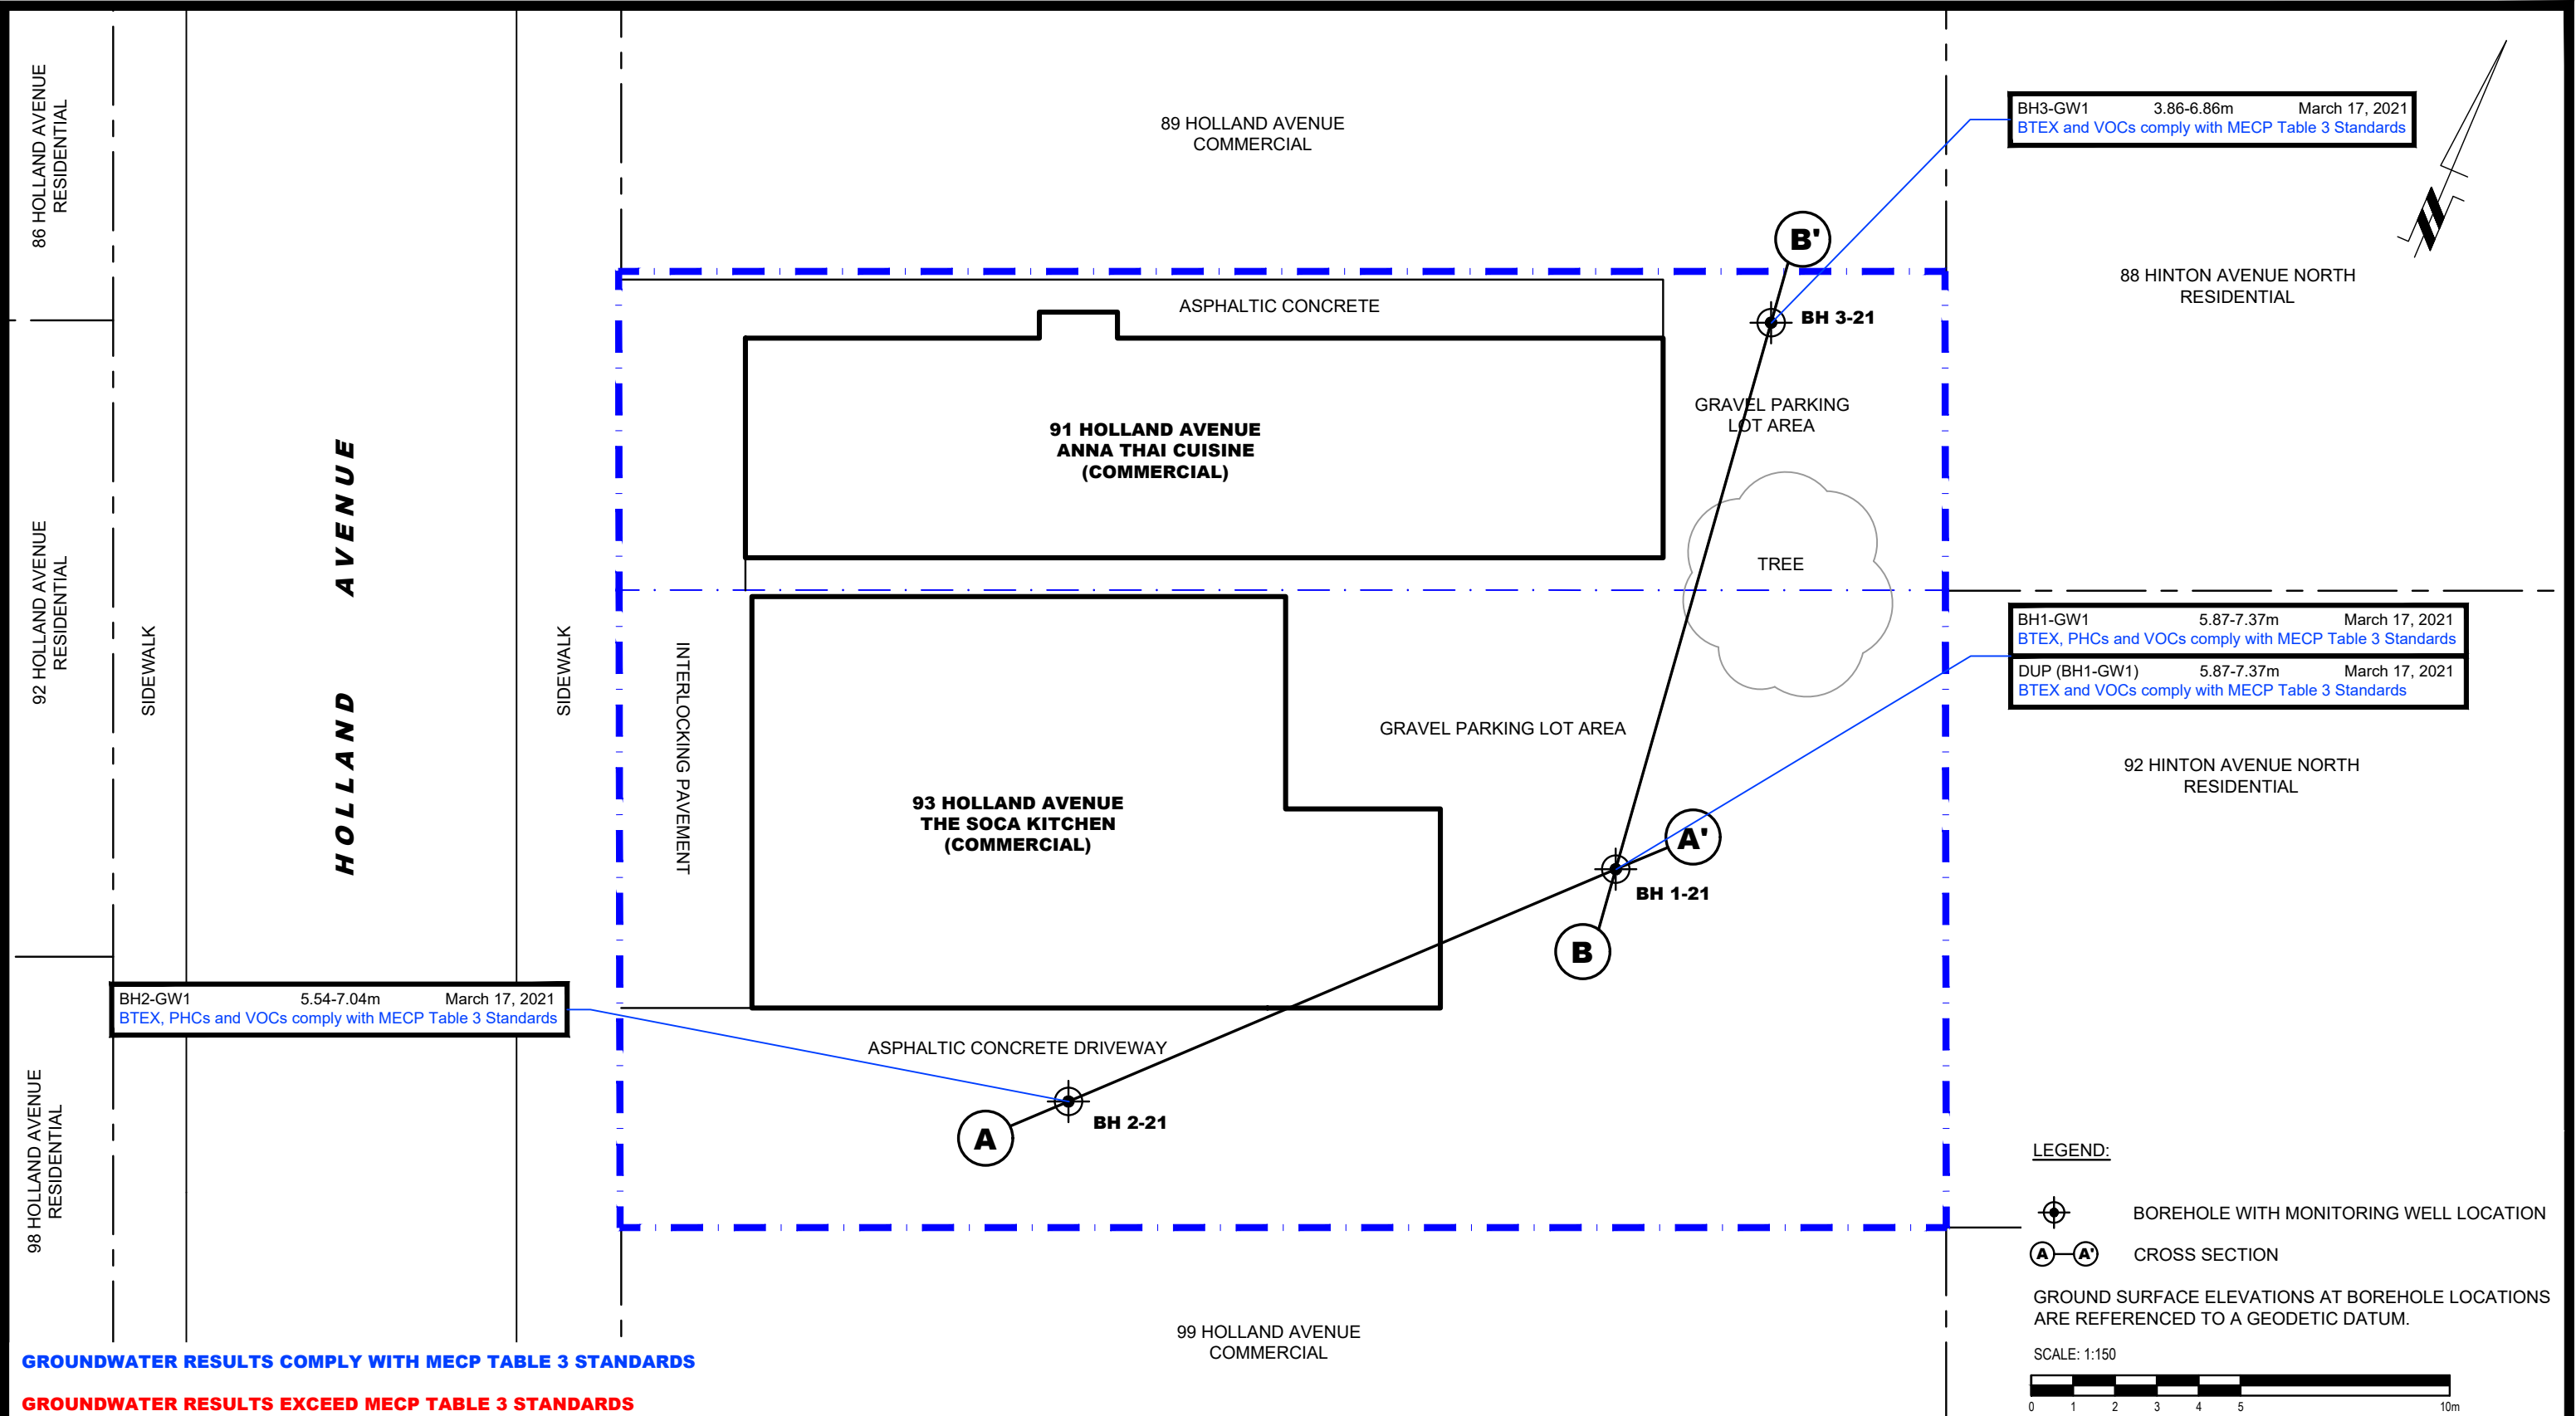 86 HOLLAND AVENUE
RESIDENTIAL
92 HOLLAND AVENUE
RESIDENTIAL
98 HOLLAND AVENUE
RESIDENTIAL
SIDEWALK
HOLLAND AVENUE
SIDEWALK
INTERLOCKING PAVEMENT
89 HOLLAND AVENUE
COMMERCIAL
BH3-GW1 3.86-6.86m March 17, 2021
BTEX and VOCs comply with MECP Table 3 Standards
B'
88 HINTON AVENUE NORTH
RESIDENTIAL
ASPHALTIC CONCRETE
BH 3-21
GRAVEL PARKING
LOT AREA
91 HOLLAND AVENUE
ANNA THAI CUISINE
(COMMERCIAL)
TREE
BH1-GW1 5.87-7.37m March 17, 2021
BTEX, PHCs and VOCs comply with MECP Table 3 Standards
DUP (BH1-GW1) 5.87-7.37m March 17, 2021
BTEX and VOCs comply with MECP Table 3 Standards
GRAVEL PARKING LOT AREA
92 HINTON AVENUE NORTH
RESIDENTIAL
93 HOLLAND AVENUE
THE SOCA KITCHEN
(COMMERCIAL)
A'
BH 1-21
B
BH2-GW1 5.54-7.04m March 17, 2021
BTEX, PHCs and VOCs comply with MECP Table 3 Standards
ASPHALTIC CONCRETE DRIVEWAY
BH 2-21
A
99 HOLLAND AVENUE
COMMERCIAL
LEGEND:
BOREHOLE WITH MONITORING WELL LOCATION
A A' CROSS SECTION
GROUND SURFACE ELEVATIONS AT BOREHOLE LOCATIONS
ARE REFERENCED TO A GEODETIC DATUM.
SCALE: 1:150
0 1 2 3 4 5 10m
GROUNDWATER RESULTS COMPLY WITH MECP TABLE 3 STANDARDS
GROUNDWATER RESULTS EXCEED MECP TABLE 3 STANDARDS